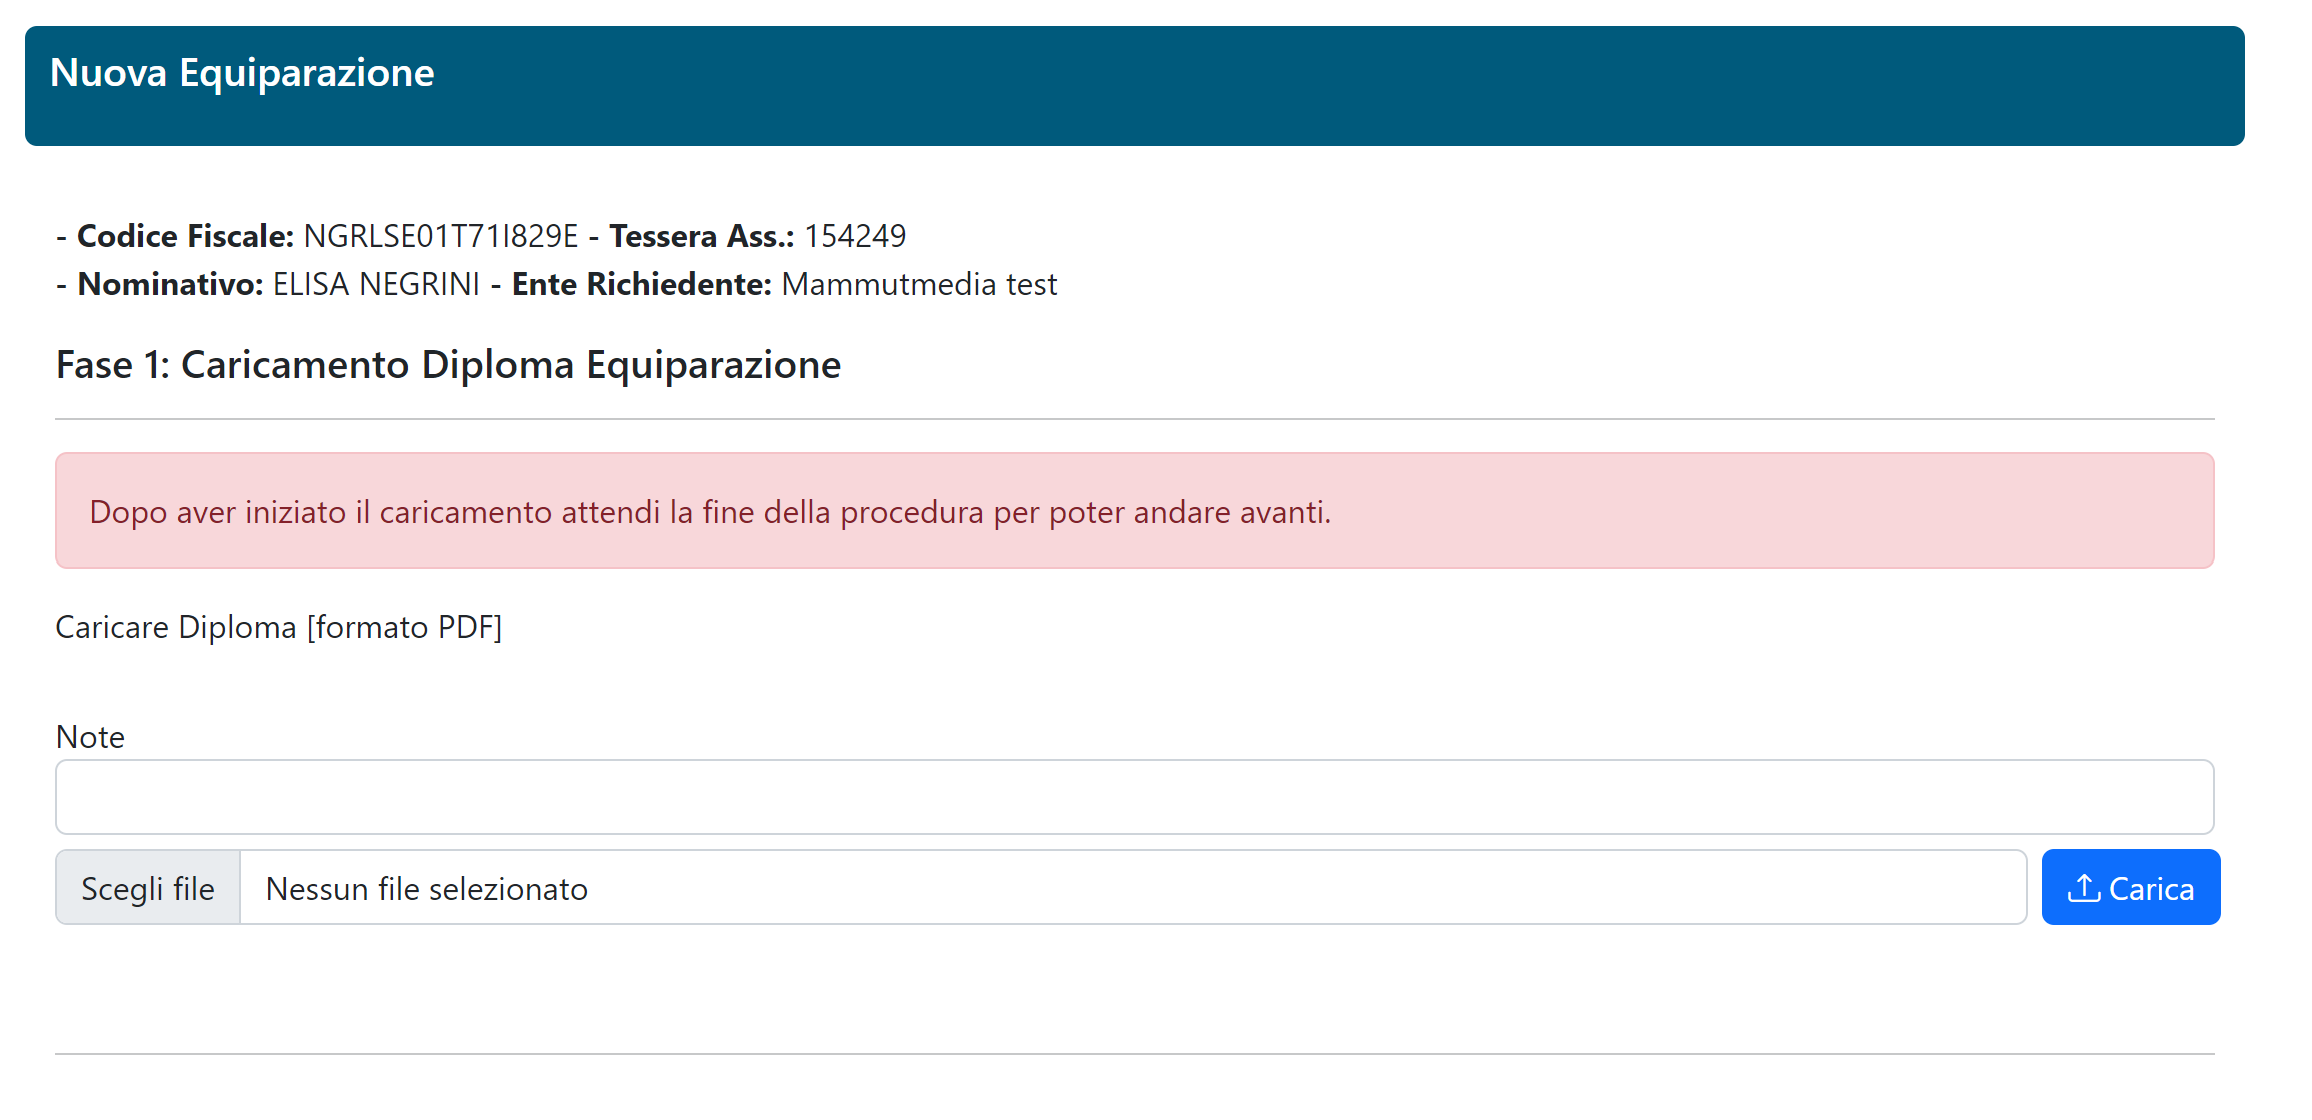 Nuova Equiparazione
- Codice Fiscale: NGRLSE01T71I829E - Tessera Ass.: 154249
- Nominativo: ELISA NEGRINI - Ente Richiedente: Mammutmedia test
Fase 1: Caricamento Diploma Equiparazione
Dopo aver iniziato il caricamento attendi la fine della procedura per poter andare avanti.
Caricare Diploma [formato PDF]
Note
Scegli file Nessun file selezionato Carica